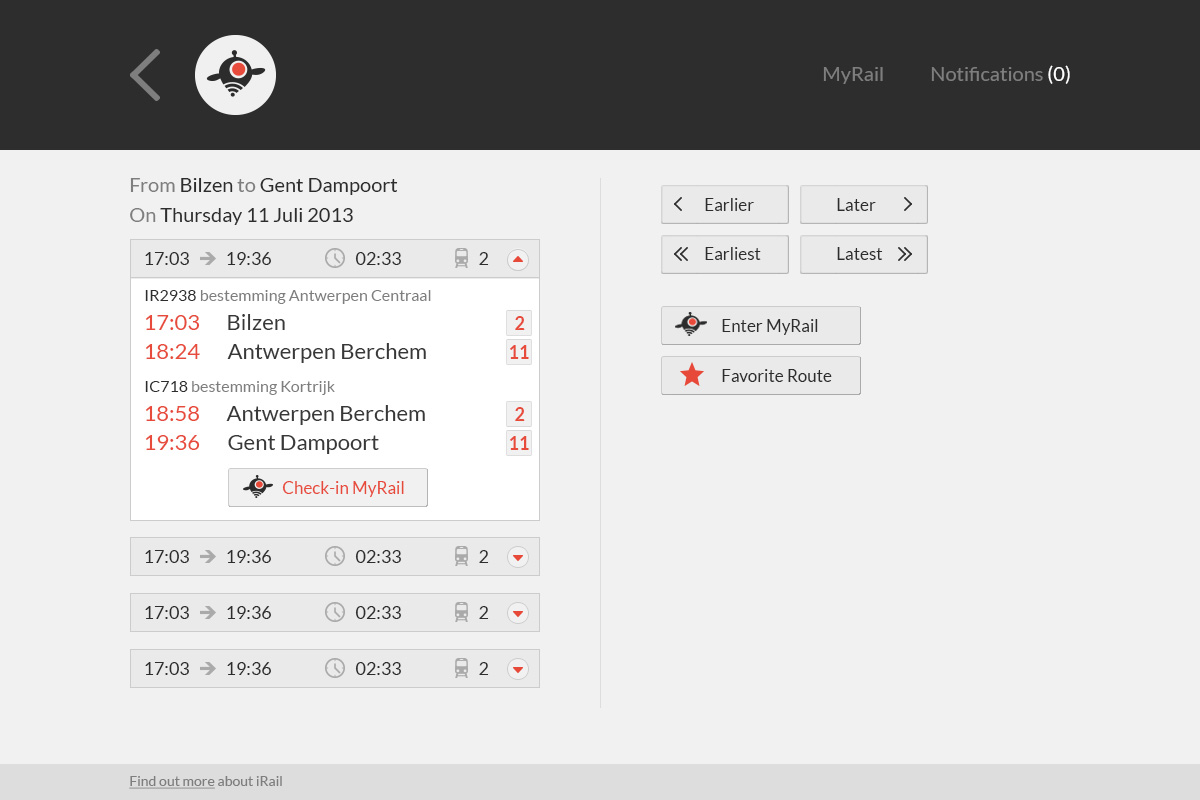 MyRail Notifications (0)
From Bilzen to Gent Dampoort
On Thursday 11 Juli 2013
17:03 19:36 02:33 2
IR2938 bestemming Antwerpen Centraal
17:03 Bilzen 2
18:24 Antwerpen Berchem 11
IC718 bestemming Kortrijk
18:58 Antwerpen Berchem 2
19:36 Gent Dampoort 11
Check-in MyRail
17:03 19:36 02:33 2
17:03 19:36 02:33 2
17:03 19:36 02:33 2
Earlier Later
Earliest Latest
Enter MyRail
Favorite Route
Find out more about iRail